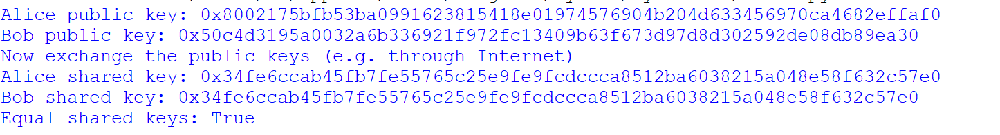 Alice public key: 0x8002175bfb53ba0991623815418e01974576904b204d633456970ca4682effaf0
Bob public key: 0x50c4d3195a0032a6b336921f972fc13409b63f673d97d8d302592de08db89ea30
Now exchange the public keys (e.g. through Internet)
Alice shared key: 0x34fe6ccab45fb7fe55765c25e9fe9fcdccca8512ba6038215a048e58f632c57e0
Bob shared key: 0x34fe6ccab45fb7fe55765c25e9fe9fcdccca8512ba6038215a048e58f632c57e0
Equal shared keys: True